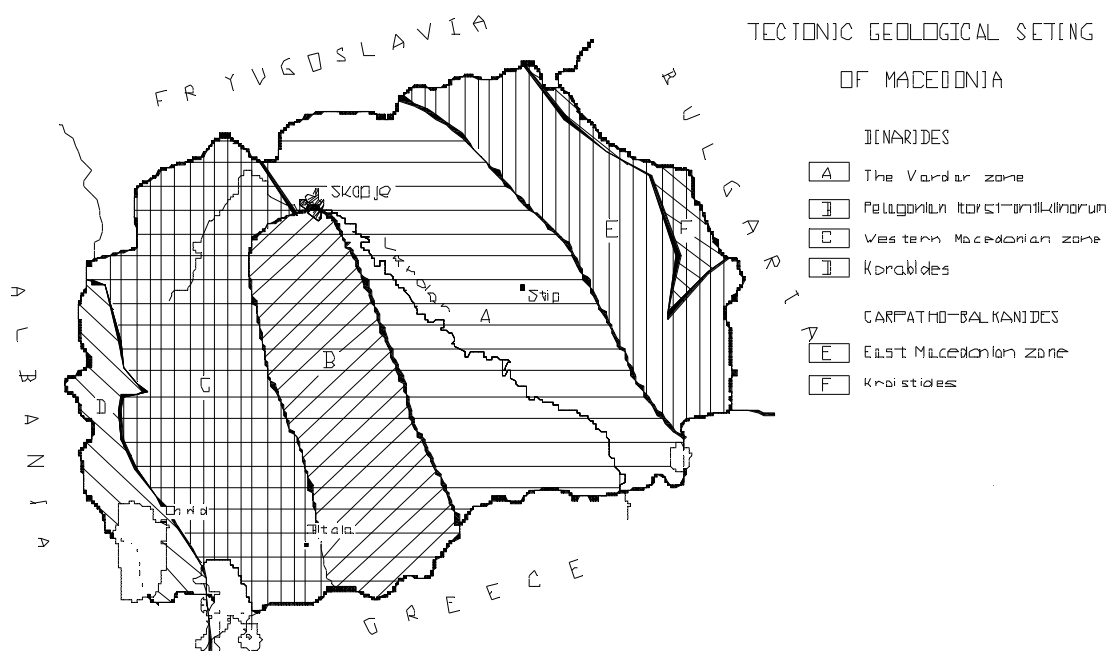 TECTONIC GEOLOGICAL SETING
OF MACEDONIA
DINARIDES
A The Vardar zone
B Pelagonian Horst-antiklinorum
C Western Macedonian zone
D Korabides
CARPATHO-BALKANIDES
E East Macedonian zone
F Kraistides
FR YUGOSLAVIA
BULGARIA
ALBANIA
GREECE
Skopje
Vardar
Stip
Ohrid
Bitola
A
B
C
D
E
F